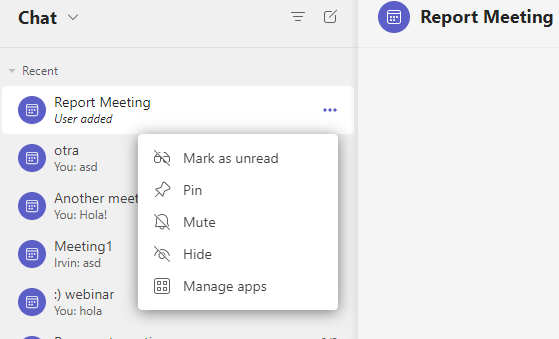 Chat
Report Meeting
Recent
Report Meeting
User added
otra
You: asd
Another meet
You: Hola!
Meeting1
Irvin: asd
:) webinar
You: hola
Mark as unread
Pin
Mute
Hide
Manage apps